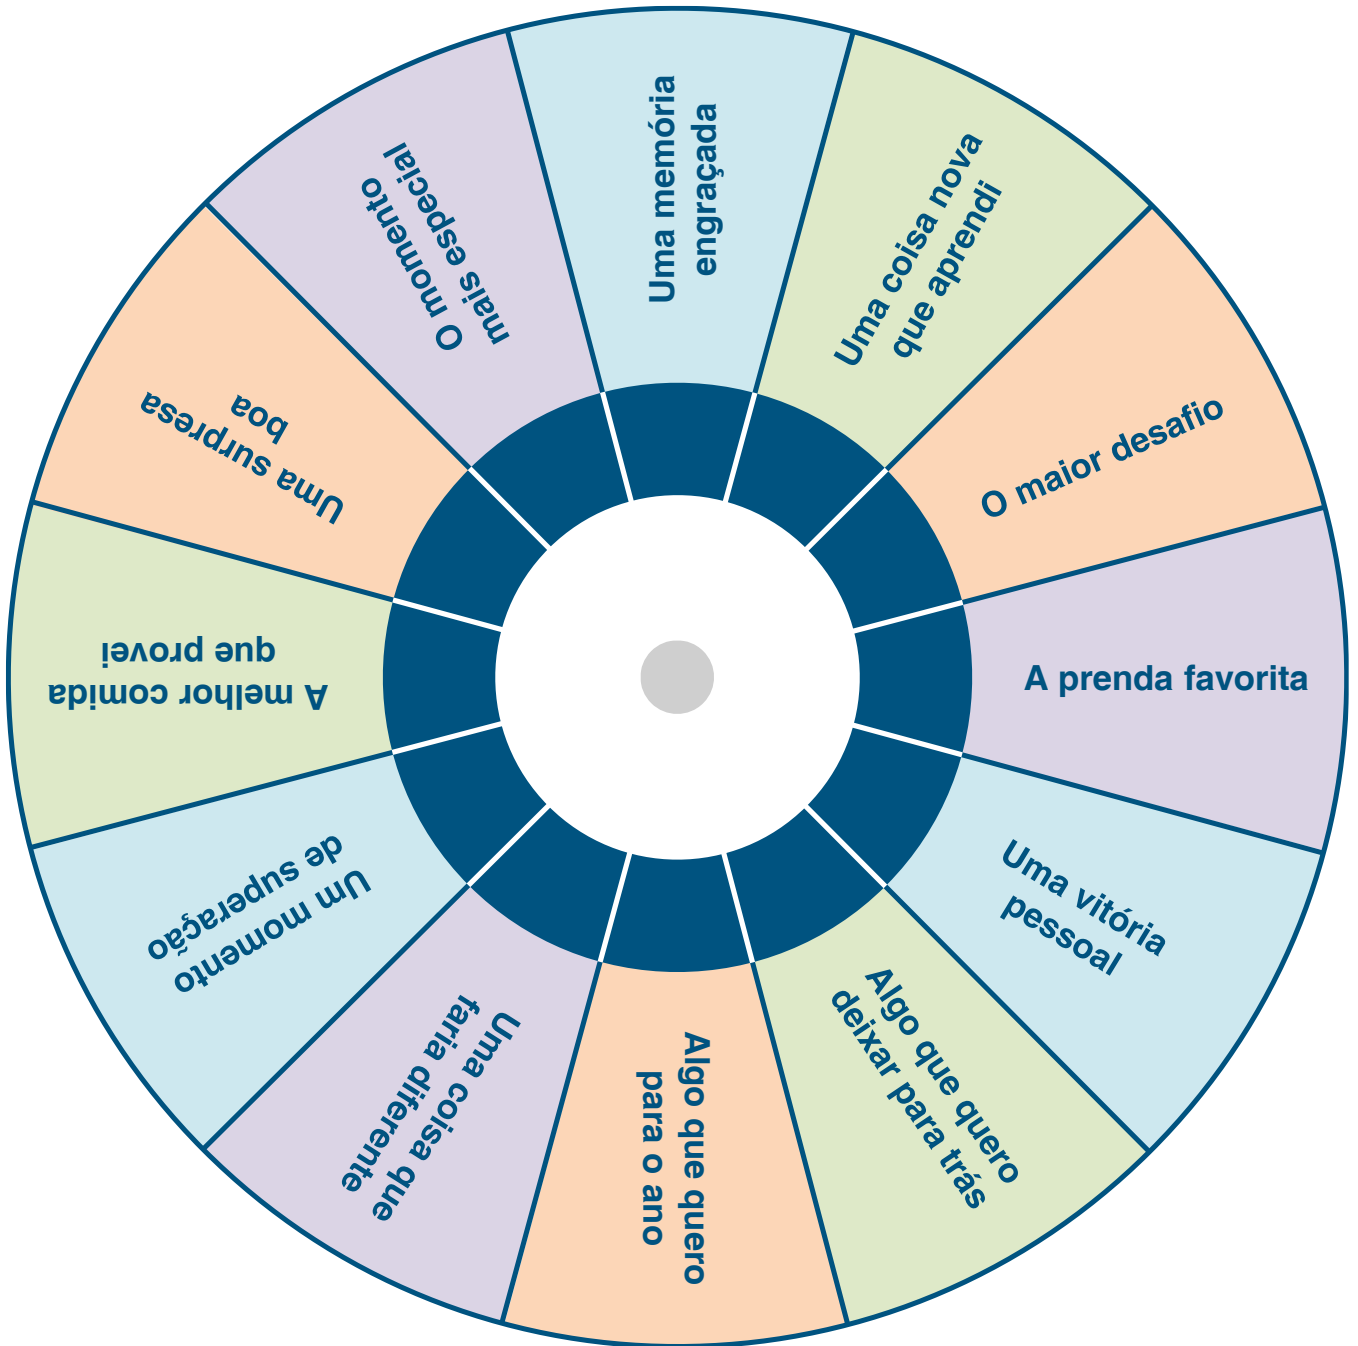 Uma memória
engraçada
Uma coisa nova
que aprendi
O maior desafio
A prenda favorita
Uma vitória
pessoal
Algo que quero
deixar para trás
Algo que quero
para o ano
Uma coisa que
faria diferente
Um momento
de superação
A melhor comida
que provei
Uma surpresa
boa
O momento
mais especial